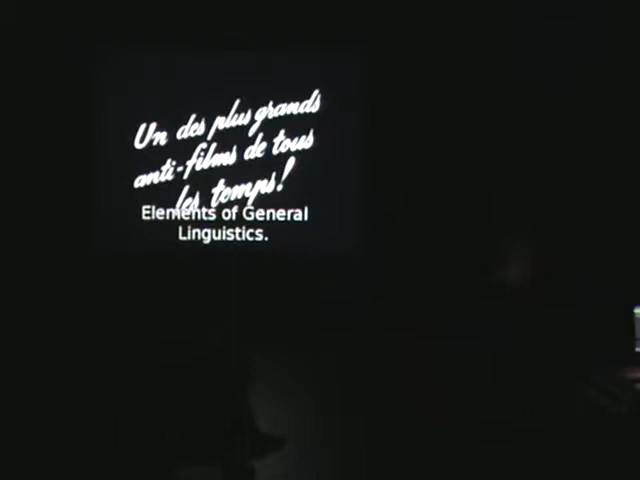 Un des plus grands
anti-films de tous
les temps!
Elements of General
Linguistics.